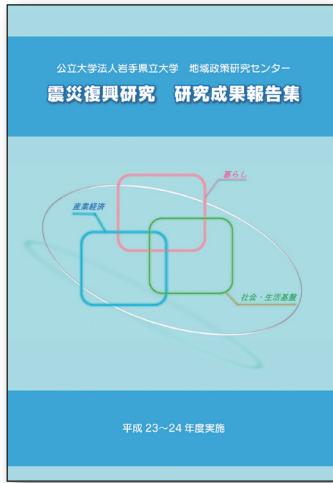 公立大学法人岩手県立大学　地域政策研究センター
震災復興研究　研究成果報告集
暮らし
産業経済
社会・生活基盤
平成 23～24 年度実施